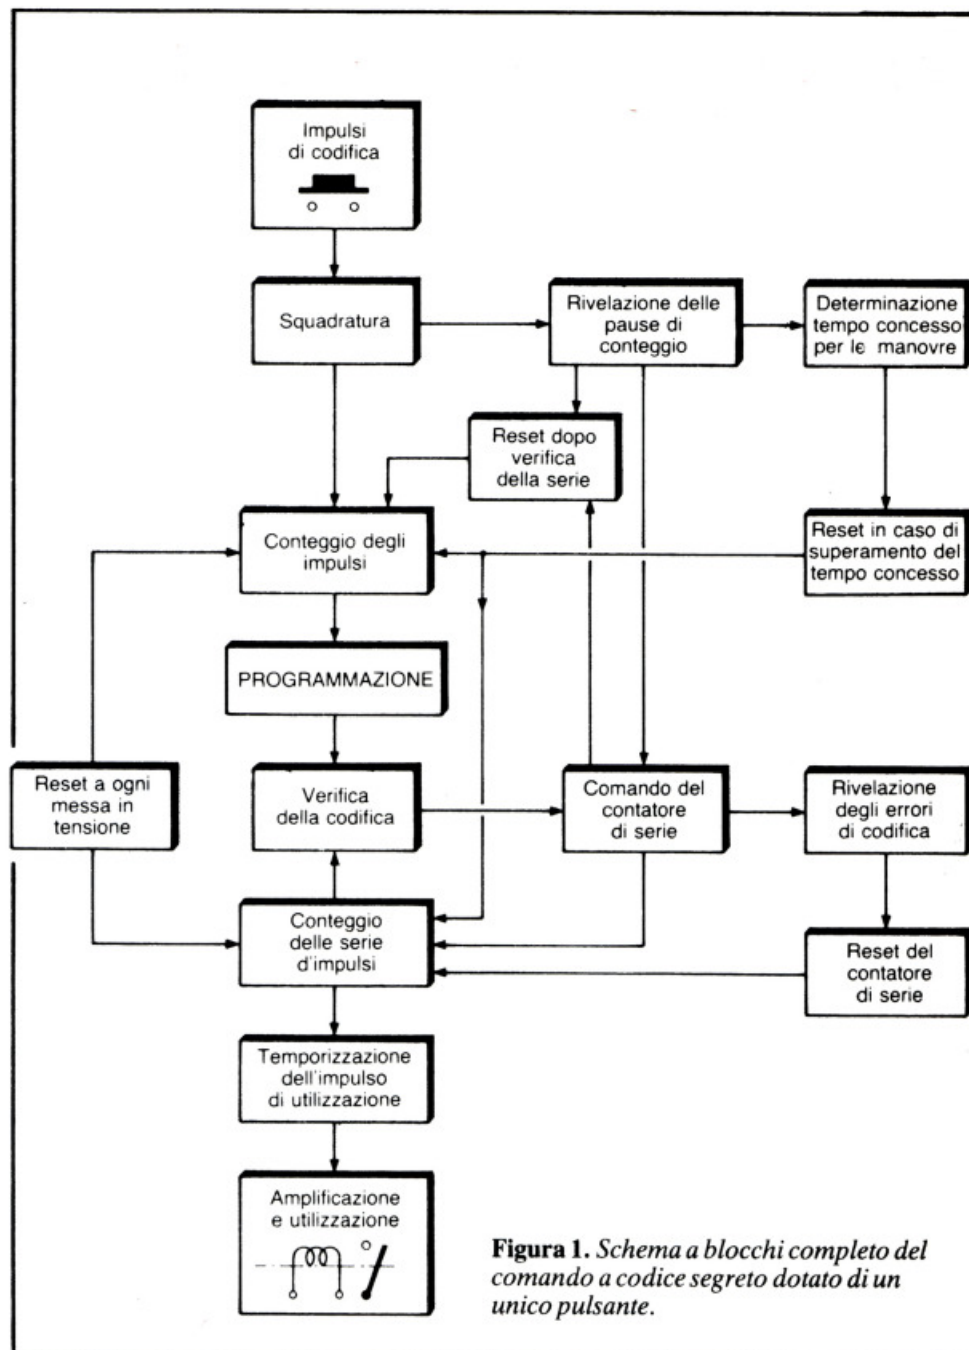 Impulsi
di codifica
Squadratura
Rivelazione delle
pause di
conteggio
Determinazione
tempo concesso
per le manovre
Reset dopo
verifica
della serie
Conteggio degli
impulsi
Reset in caso di
superamento del
tempo concesso
PROGRAMMAZIONE
Reset a ogni
messa in
tensione
Verifica
della codifica
Comando del
contatore
di serie
Rivelazione
degli errori
di codifica
Conteggio
delle serie
d'impulsi
Reset del
contatore
di serie
Temporizzazione
dell'impulso
di utilizzazione
Amplificazione
e utilizzazione
Figura 1. Schema a blocchi completo del
comando a codice segreto dotato di un
unico pulsante.